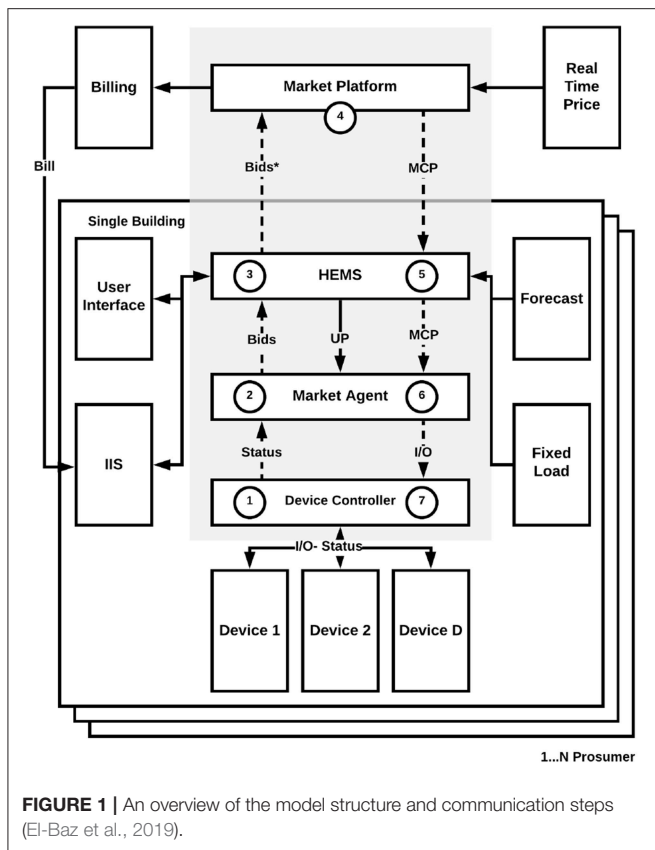 Billing
Market Platform
Real
Time
Price
4
Bill
Bids*
MCP
Single Building
User
Interface
3
HEMS
5
Forecast
Bids
UP
MCP
2
Market Agent
6
IIS
Status
I/O
Fixed
Load
1
Device Controller
7
I/O- Status
Device 1
Device 2
Device D
1...N Prosumer
FIGURE 1 | An overview of the model structure and communication steps
(El-Baz et al., 2019).